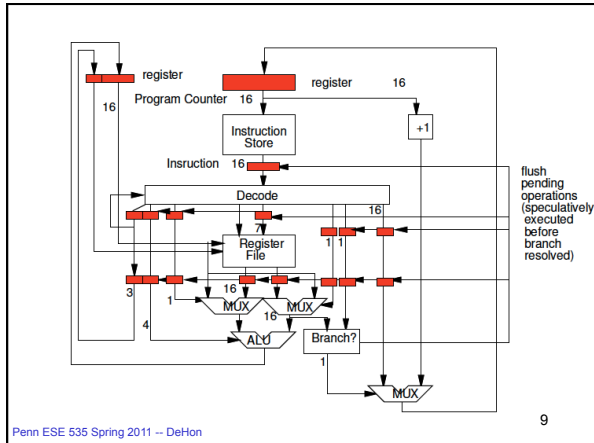 register
register
16
Program Counter
16
16
Instruction
Store
+1
Insruction
16
flush
pending
operations
(speculatively
executed
before
branch
resolved)
Decode
16
7
1
1
Register
File
3
1
16
MUX
MUX
4
16
ALU
Branch?
1
MUX
9
Penn ESE 535 Spring 2011 -- DeHon